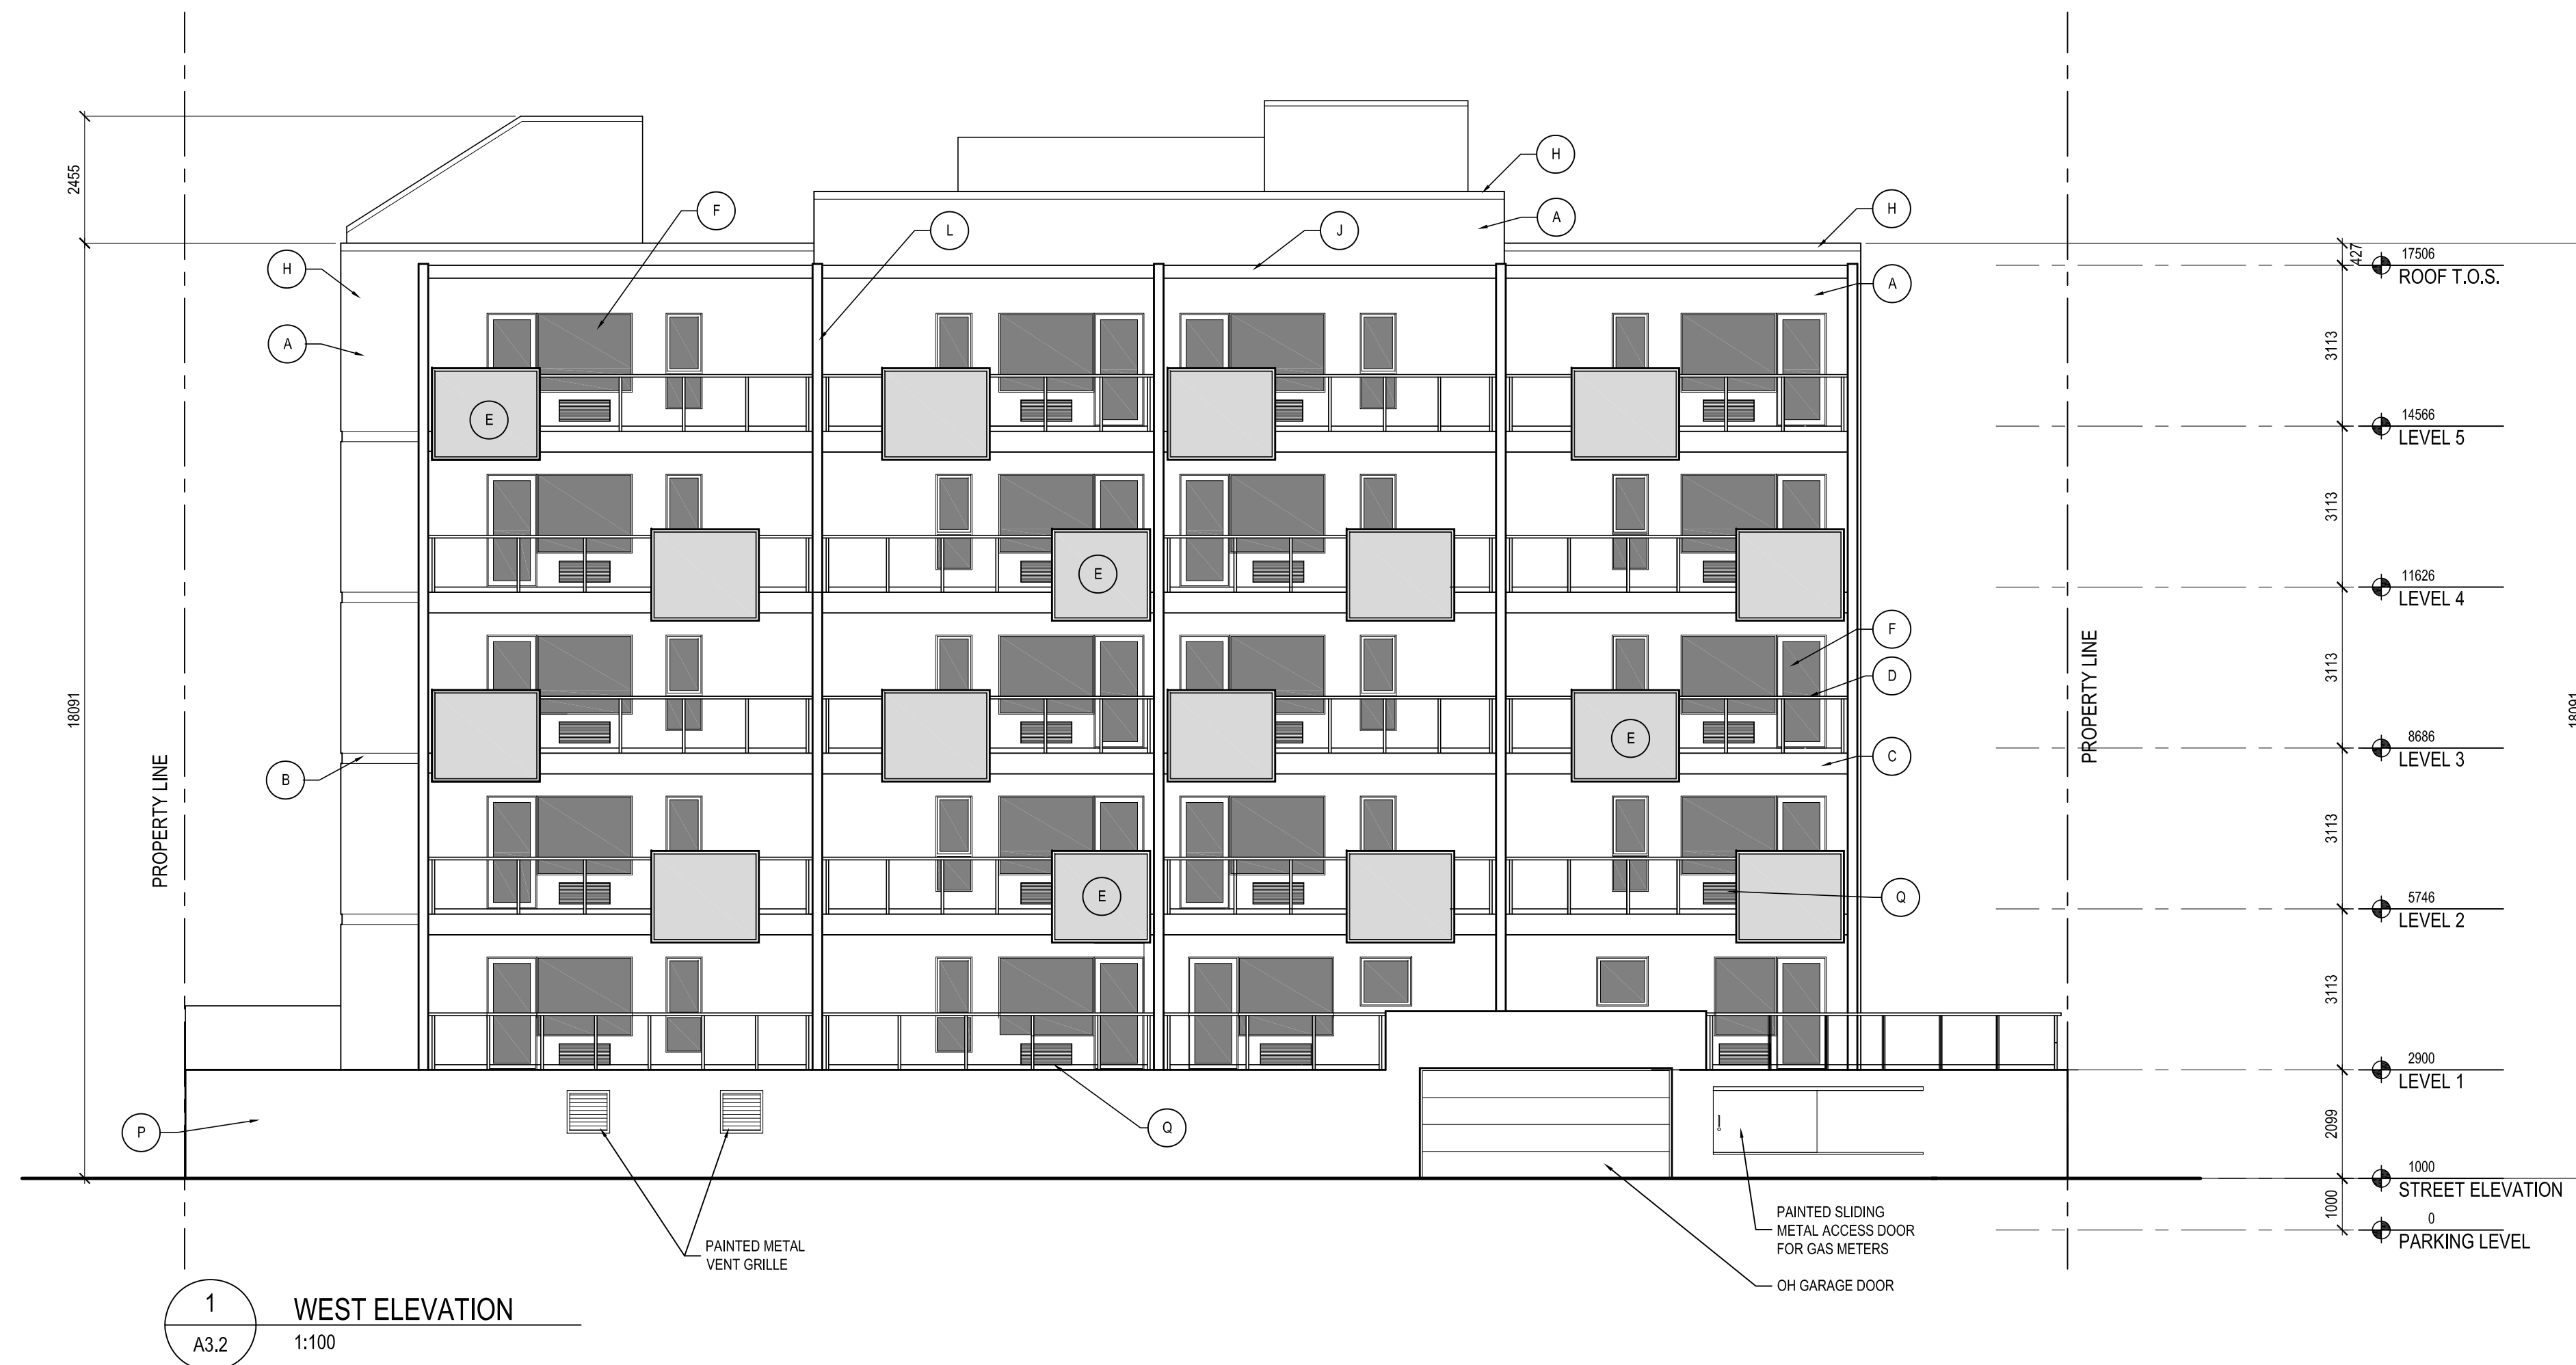 H
2455
F
H
A
L
J
H
427
17506
ROOF T.O.S.
H
A
A
3113
E
14566
LEVEL 5
3113
E
11626
LEVEL 4
F
3113
PROPERTY LINE
D
18091
18091
E
8686
LEVEL 3
C
B
3113
PROPERTY LINE
E
Q
5746
LEVEL 2
3113
2900
LEVEL 1
P
Q
2099
1000
STREET ELEVATION
1000
0
PARKING LEVEL
PAINTED SLIDING
METAL ACCESS DOOR
FOR GAS METERS
PAINTED METAL
VENT GRILLE
OH GARAGE DOOR
1
A3.2
WEST ELEVATION
1:100